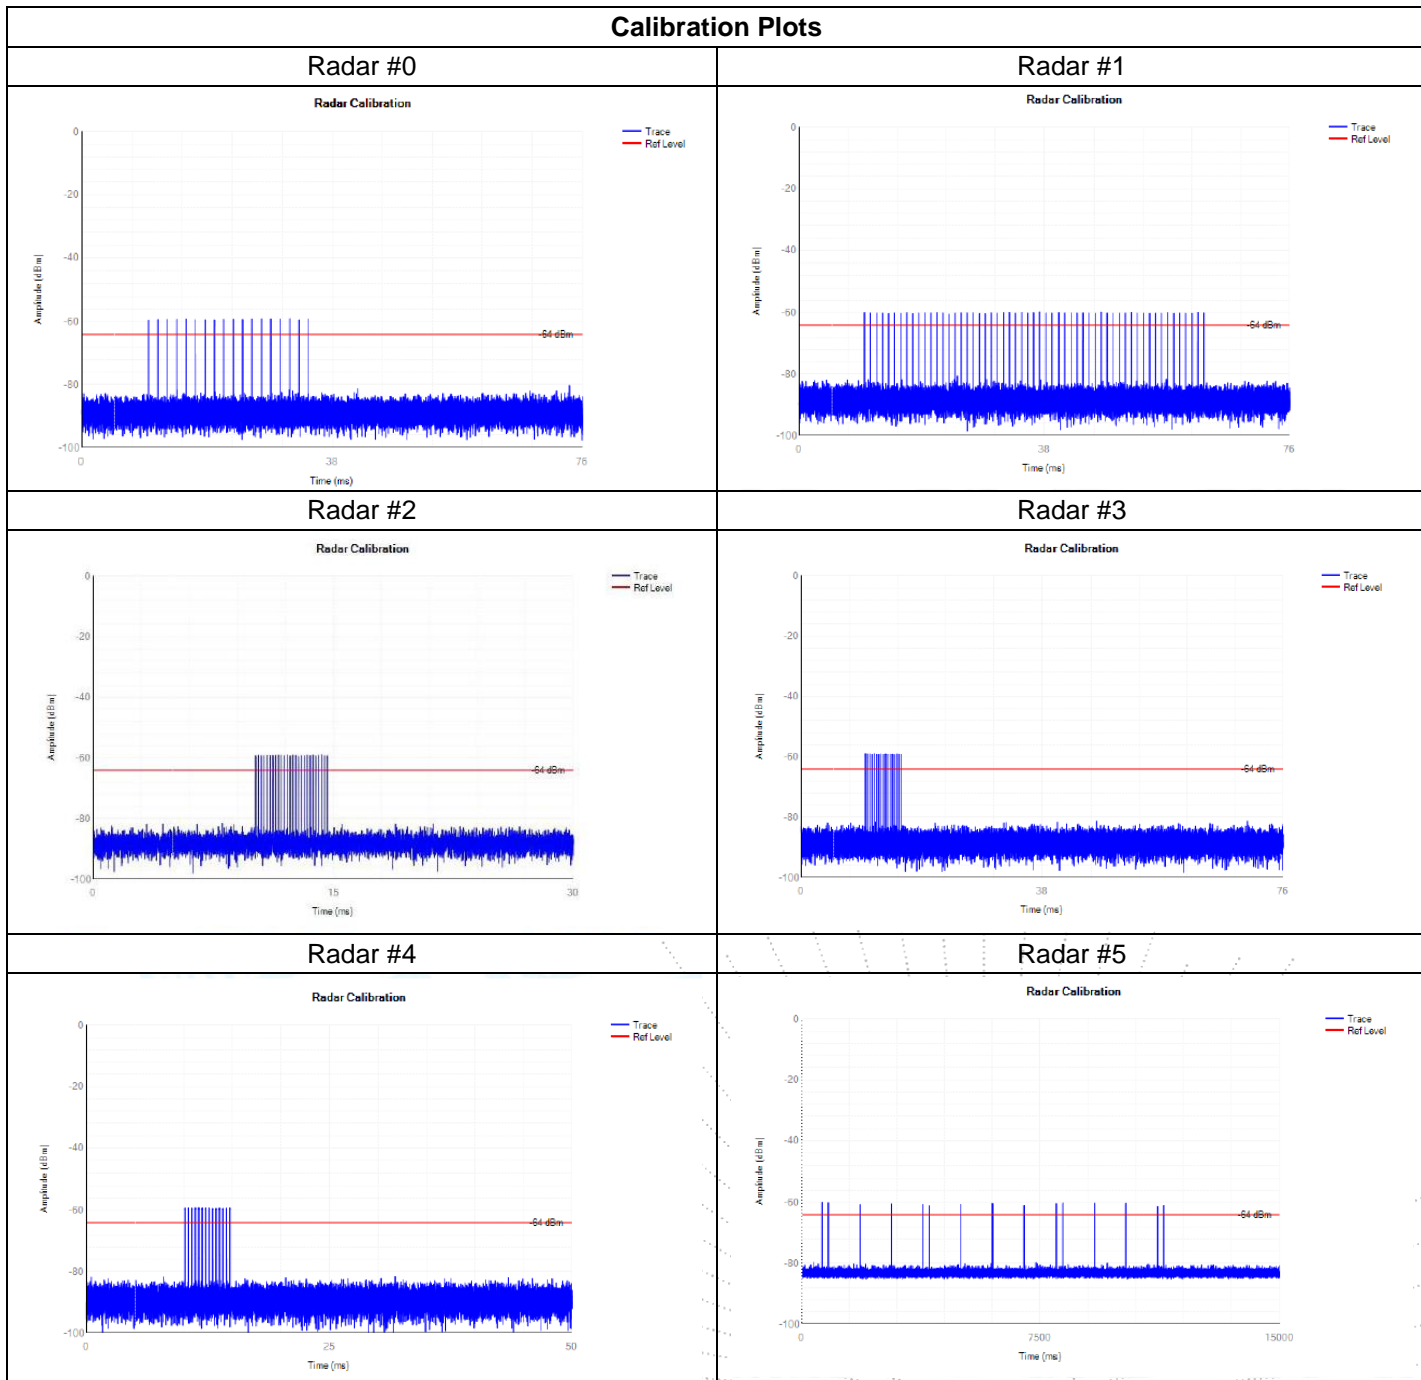 Calibration Plots
Radar #0
Radar #1
Radar Calibration
Trace
Ref Level
0
-20
-40
-60
-80
-100
Amplitude [dBm]
-64 dBm
0
38
76
Time (ms)
Radar Calibration
Trace
Ref Level
0
-20
-40
-60
-80
-100
Amplitude [dBm]
-64 dBm
0
38
76
Time (ms)
Radar #2
Radar #3
Radar Calibration
Trace
Ref Level
0
-20
-40
-60
-80
-100
Amplitude [dBm]
-64 dBm
0
15
30
Time (ms)
Radar Calibration
Trace
Ref Level
0
-20
-40
-60
-80
-100
Amplitude [dBm]
-64 dBm
0
38
76
Time (ms)
Radar #4
Radar #5
Radar Calibration
Trace
Ref Level
0
-20
-40
-60
-80
-100
Amplitude [dBm]
-64 dBm
0
25
50
Time (ms)
Radar Calibration
Trace
Ref Level
0
-20
-40
-60
-80
-100
Amplitude [dBm]
-64 dBm
0
7500
15000
Time (ms)